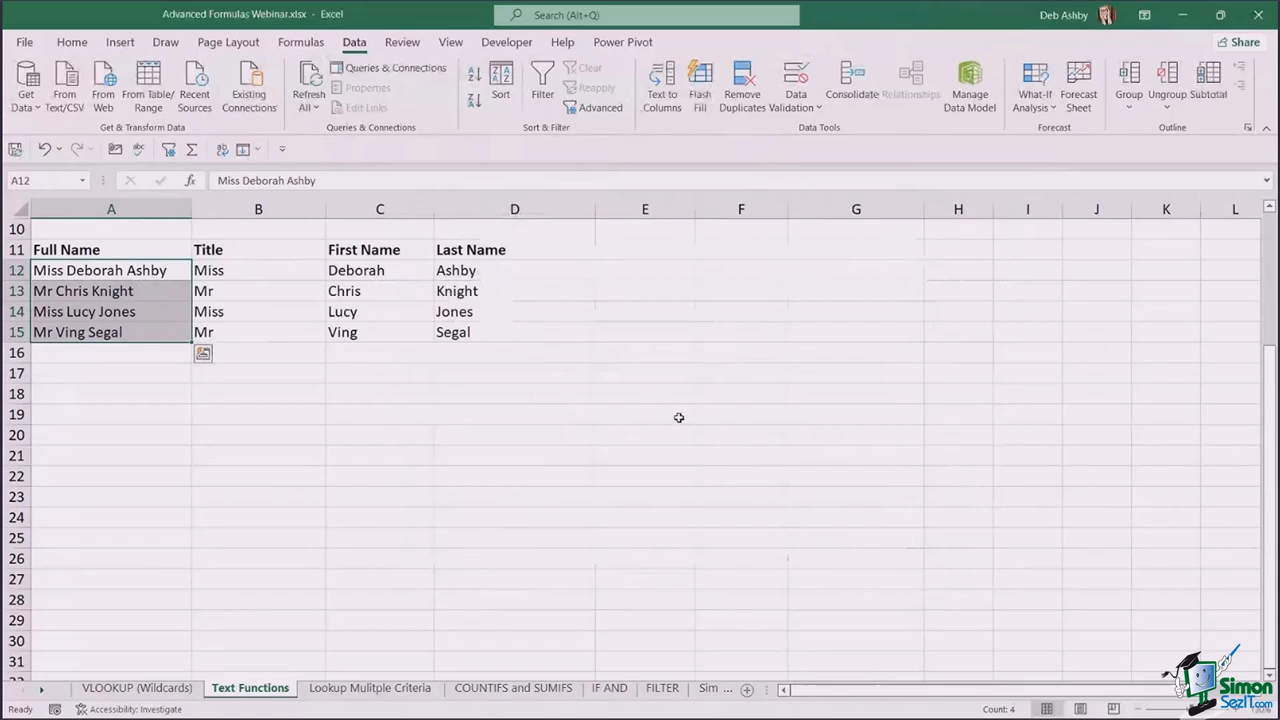 Advanced Formulas Webinar.xlsx - Excel
Search (Alt+Q)
Deb Ashby
File Home Insert Draw Page Layout Formulas Data Review View Developer Help Power Pivot
Share
Get Data
From Text/CSV
From Web
From Table/ Range
Recent Sources
Existing Connections
Refresh All
Queries & Connections
Properties
Edit Links
Sort
Filter
Clear
Reapply
Advanced
Text to Columns
Flash Fill
Remove Duplicates
Data Validation
Consolidate
Relationships
Manage Data Model
What-If Analysis
Forecast Sheet
Group
Ungroup
Subtotal
Get & Transform Data
Queries & Connections
Sort & Filter
Data Tools
Forecast
Outline
A12
fx
Miss Deborah Ashby
A B C D E F G H I J K L
10
11 Full Name Title First Name Last Name
12 Miss Deborah Ashby Miss Deborah Ashby
13 Mr Chris Knight Mr Chris Knight
14 Miss Lucy Jones Miss Lucy Jones
15 Mr Ving Segal Mr Ving Segal
16
17
18
19
20
21
22
23
24
25
26
27
28
29
30
31
VLOOKUP (Wildcards) Text Functions Lookup Mulitple Criteria COUNTIFS and SUMIFS IF AND FILTER Sim ...
Ready
Accessibility: Investigate
Count: 4
Simon
SezIT.com